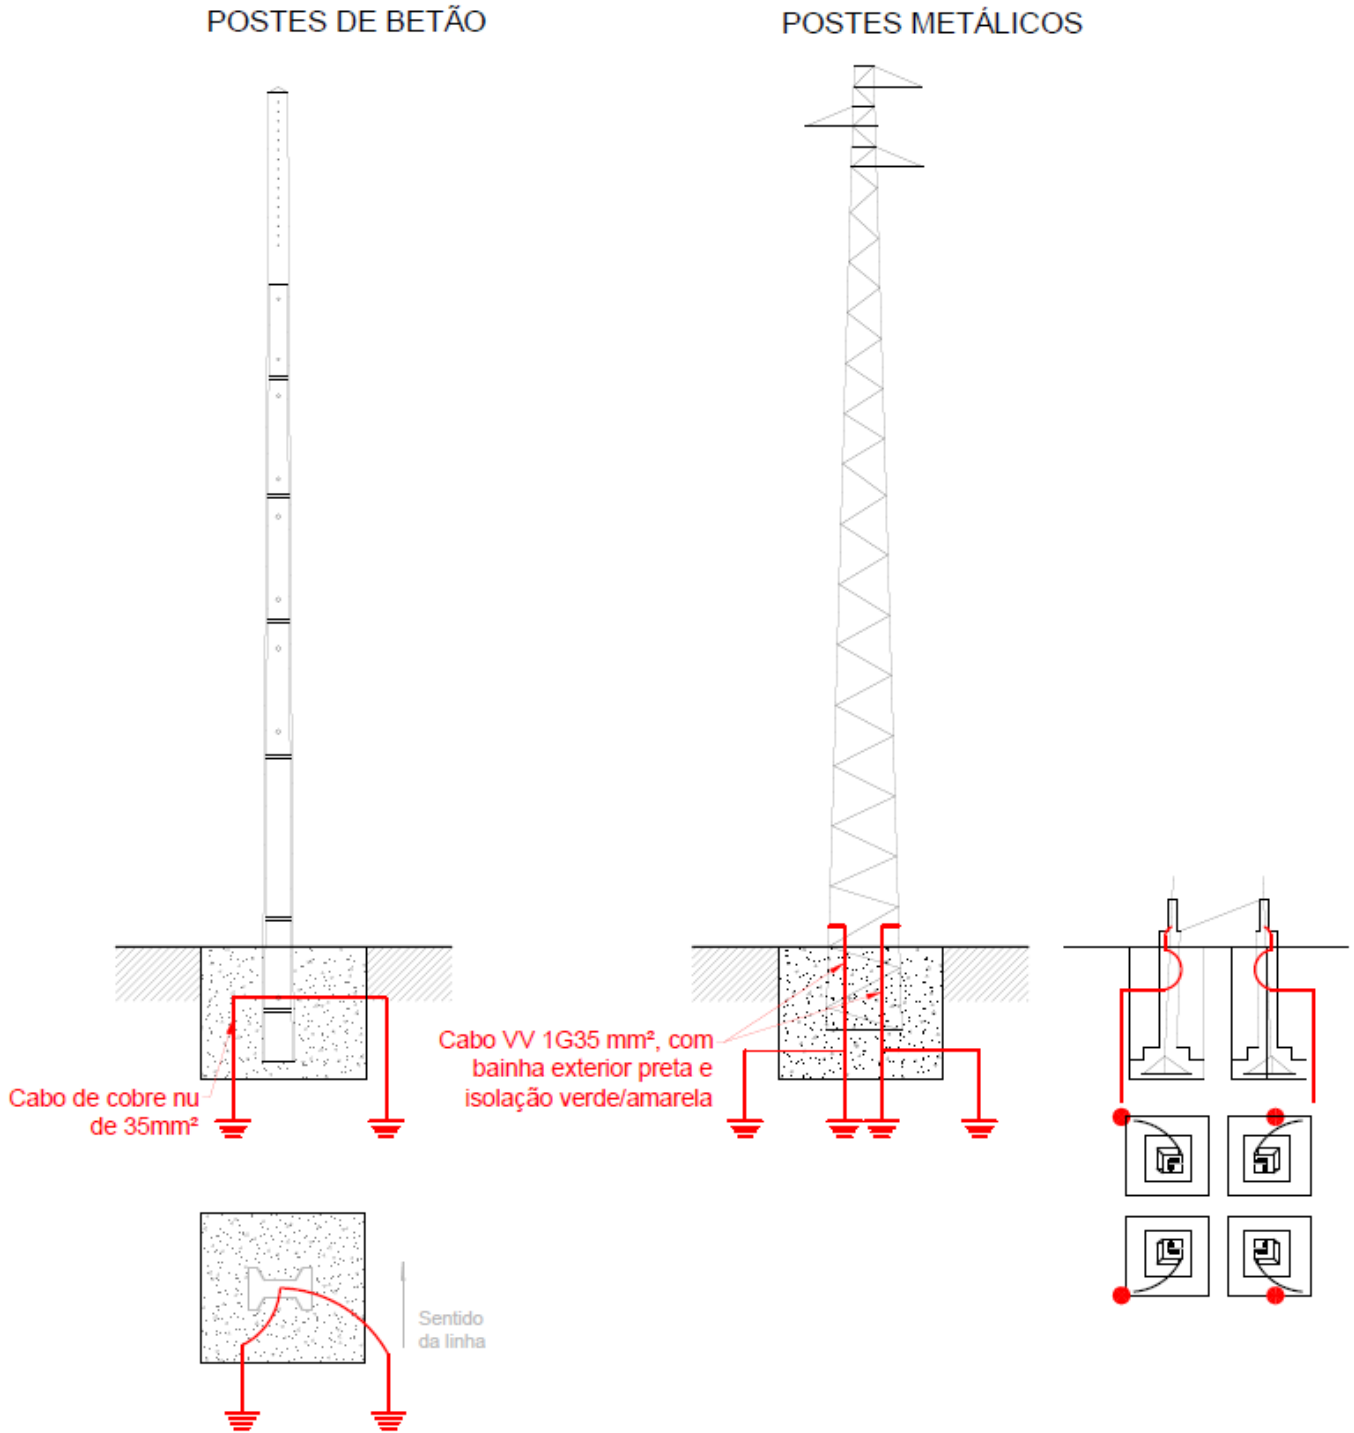 POSTES DE BETÃO
POSTES METÁLICOS
Cabo de cobre nu
de 35mm²
Cabo VV 1G35 mm², com
bainha exterior preta e
isolação verde/amarela
Sentido
da linha